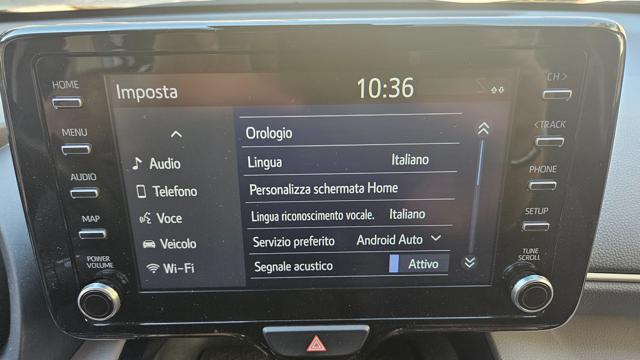 HOME
MENU
AUDIO
MAP
POWER
VOLUME
Imposta
10:36
Audio
Telefono
Voce
Veicolo
Wi-Fi
Orologio
Lingua Italiano
Personalizza schermata Home
Lingua riconoscimento vocale. Italiano
Servizio preferito Android Auto
Segnale acustico Attivo
CH >
< TRACK
PHONE
SETUP
TUNE
SCROLL